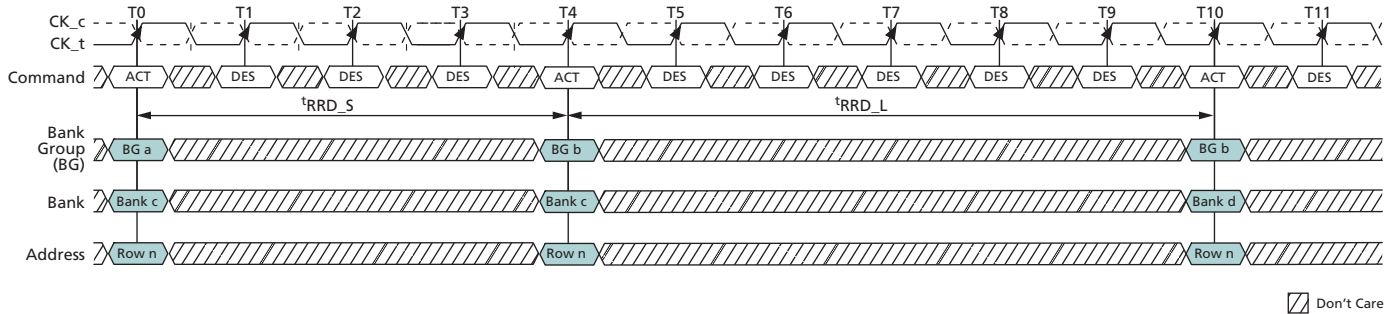 T0 T1 T2 T3 T4 T5 T6 T7 T8 T9 T10 T11
CK_c
CK_t
Command ACT DES DES DES ACT DES DES DES DES DES ACT DES
tRRD_S tRRD_L
Bank
Group
(BG)
BG a BG b BG b
Bank Bank c Bank c Bank d
Address Row n Row n Row n
Don't Care